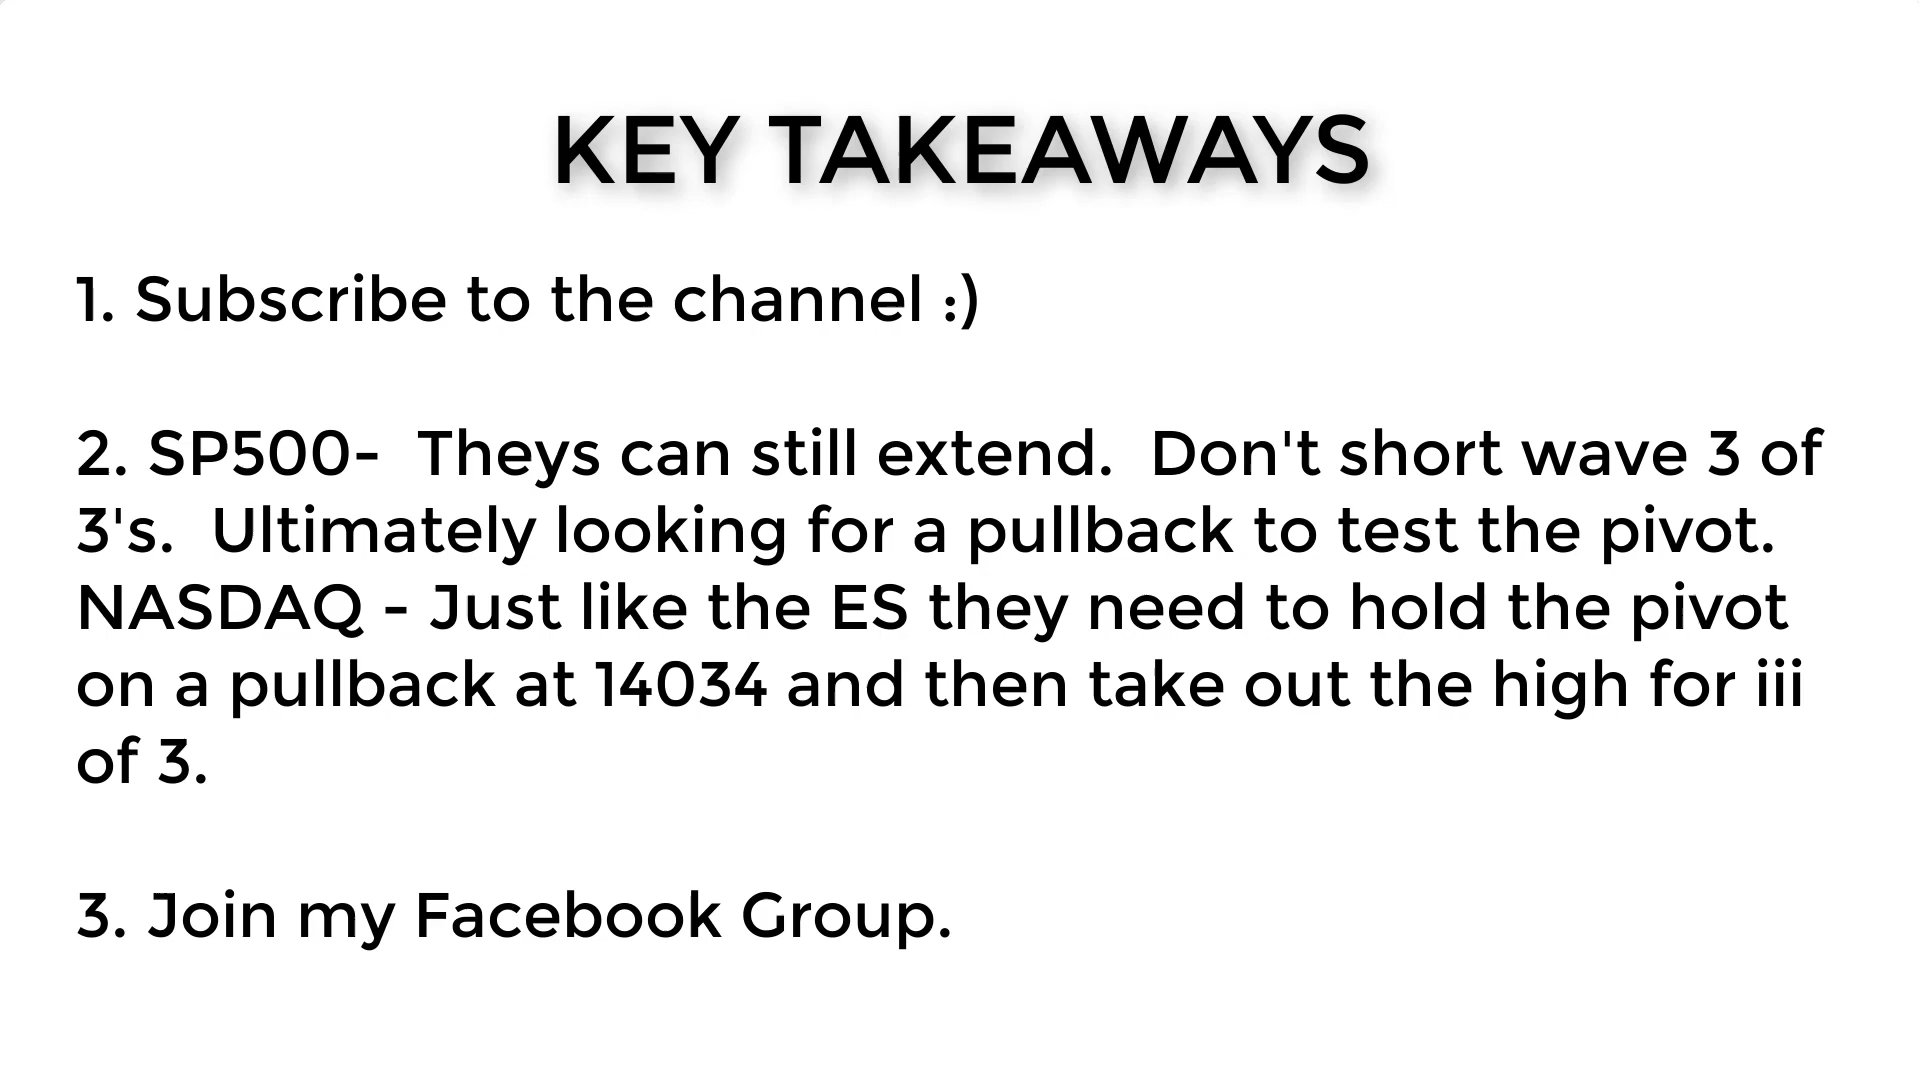 KEY TAKEAWAYS
1. Subscribe to the channel :)
2. SP500-  Theys can still extend.  Don't short wave 3 of
3's.  Ultimately looking for a pullback to test the pivot.
NASDAQ - Just like the ES they need to hold the pivot
on a pullback at 14034 and then take out the high for iii
of 3.
3. Join my Facebook Group.